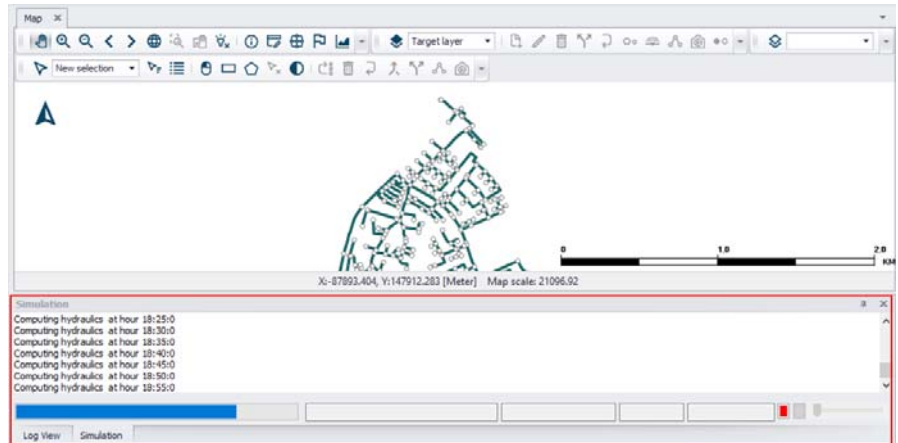 Map
Target layer
New selection
0 1.0 2.0
KM
X:-87893.404, Y:147912.283 [Meter] Map scale: 21096.92
Simulation
Computing hydraulics at hour 18:25:0
Computing hydraulics at hour 18:30:0
Computing hydraulics at hour 18:35:0
Computing hydraulics at hour 18:40:0
Computing hydraulics at hour 18:45:0
Computing hydraulics at hour 18:50:0
Computing hydraulics at hour 18:55:0
Log View Simulation